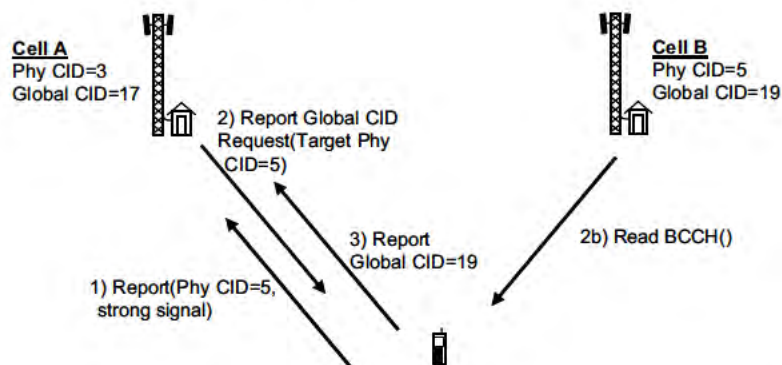 Cell A
Phy CID=3
Global CID=17
Cell B
Phy CID=5
Global CID=19
2) Report Global CID
Request(Target Phy
CID=5)
3) Report
Global CID=19
2b) Read BCCH()
1) Report(Phy CID=5,
strong signal)